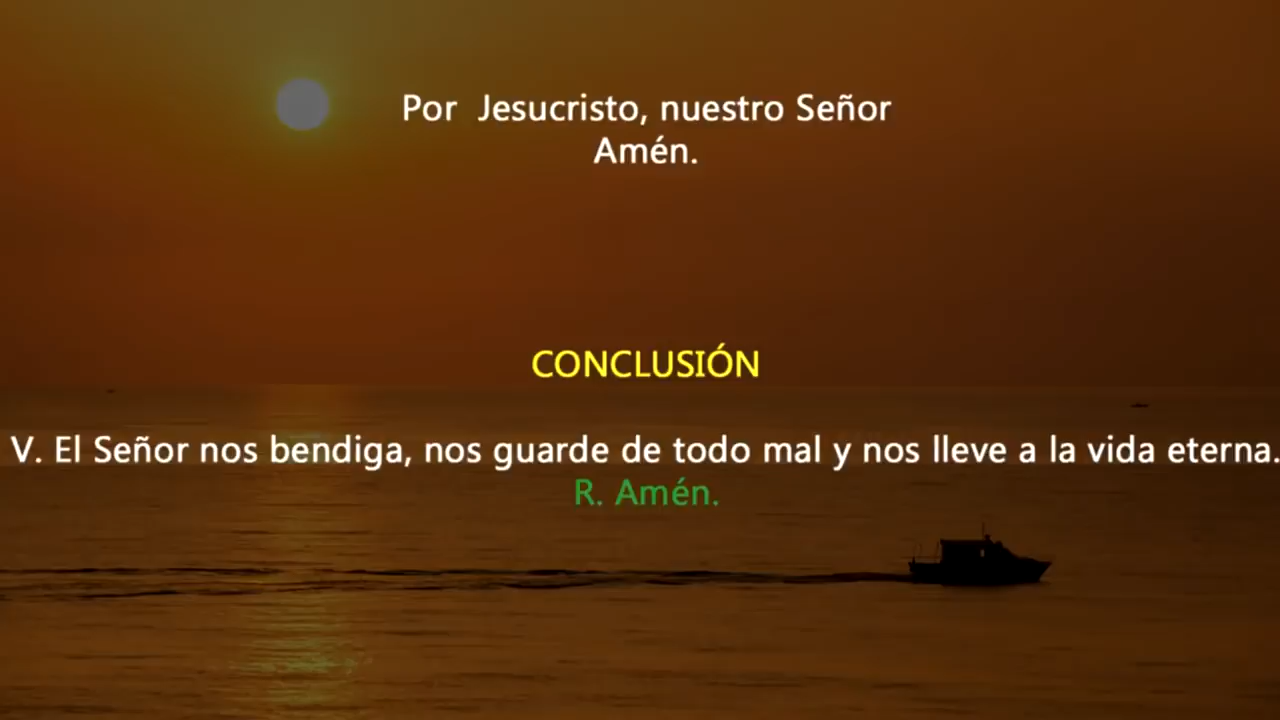 Por Jesucristo, nuestro Señor
Amén.
CONCLUSIÓN
V. El Señor nos bendiga, nos guarde de todo mal y nos lleve a la vida eterna.
R. Amén.